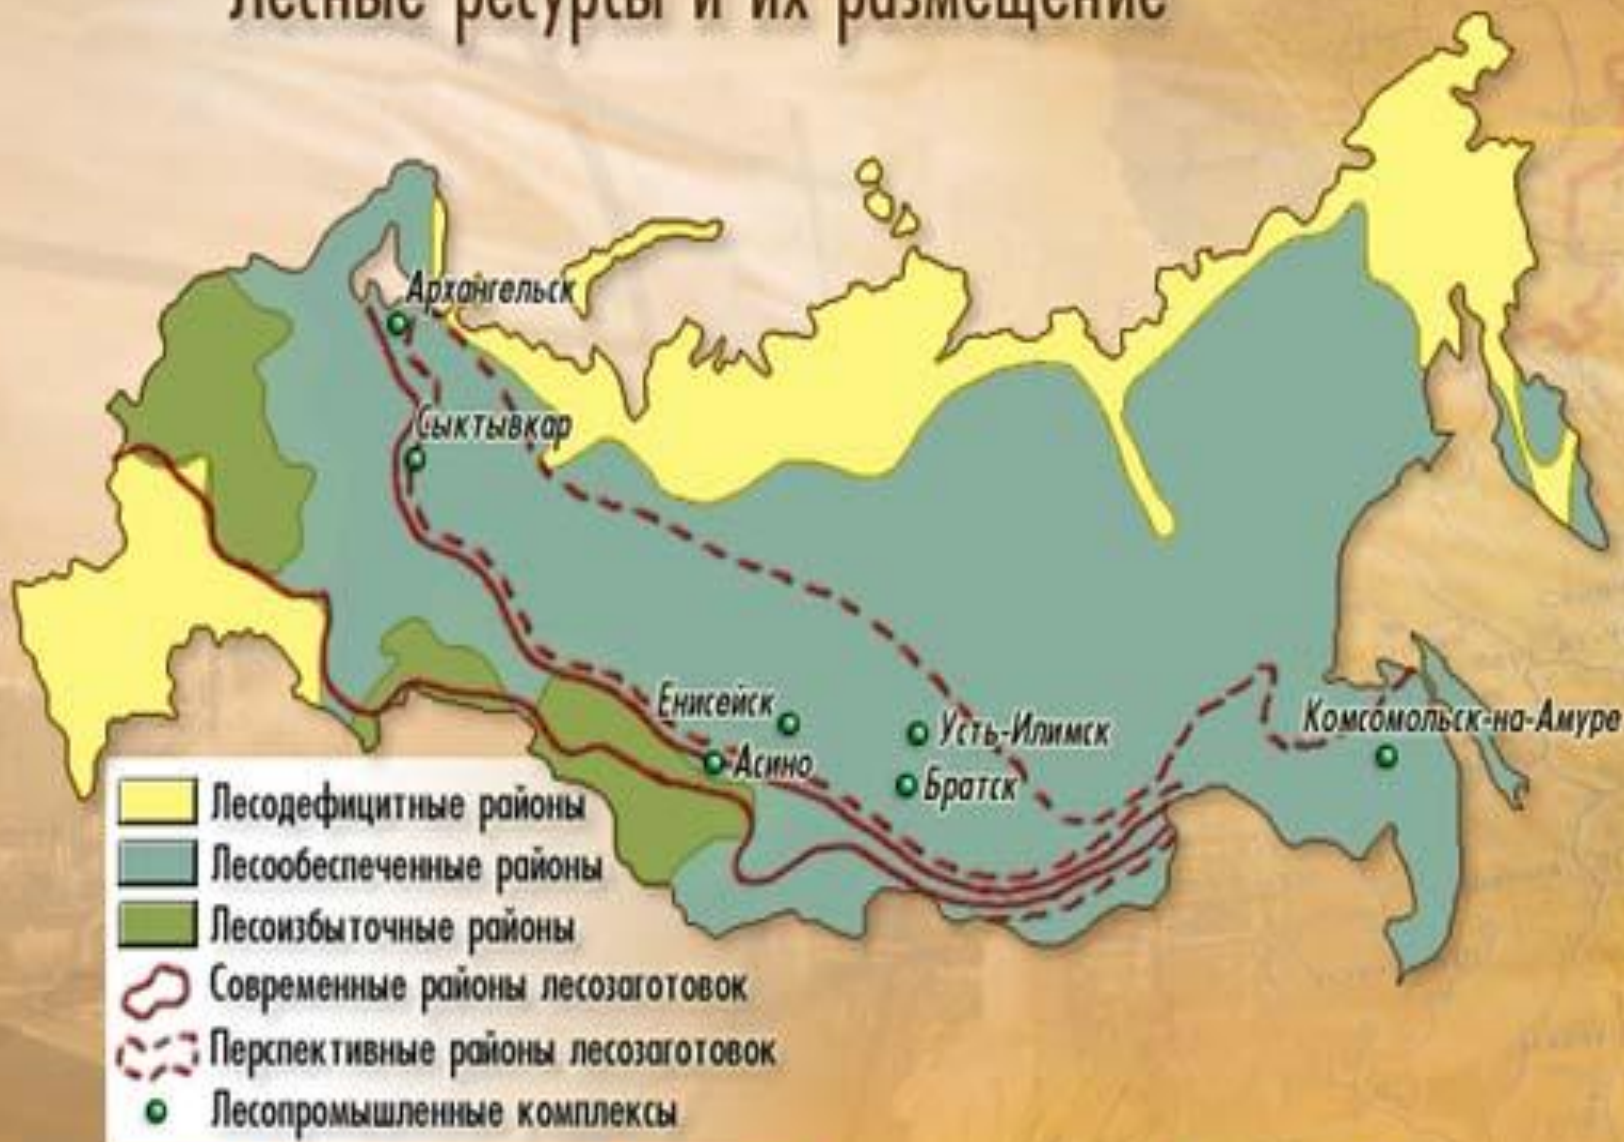 Лесные ресурсы и их размещение
Архангельск
Сыктывкар
Енисейск
Усть-Илимск
Комсомольск-на-Амуре
Асино
Братск
Лесодефицитные районы
Лесообеспеченные районы
Лесоизбыточные районы
Современные районы лесозаготовок
Перспективные районы лесозаготовок
Лесопромышленные комплексы